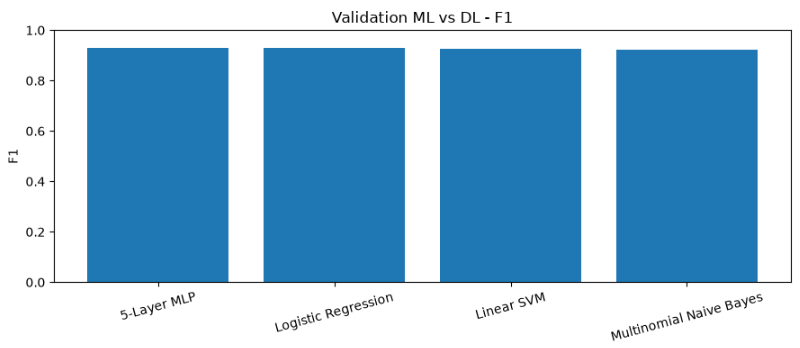 Validation ML vs DL - F1
F1
1.0
0.8
0.6
0.4
0.2
0.0
5-Layer MLP
Logistic Regression
Linear SVM
Multinomial Naive Bayes